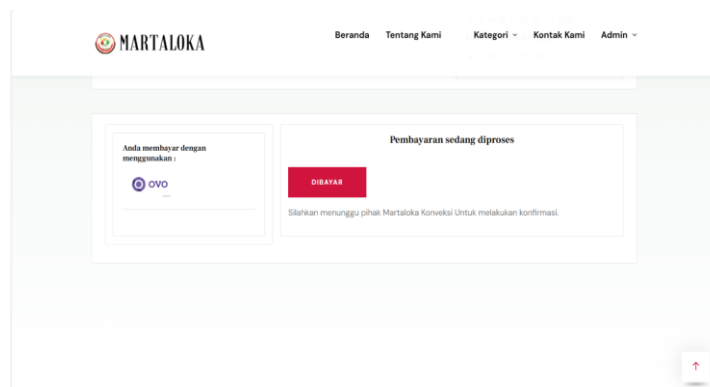 MARTALOKA
Beranda Tentang Kami Kategori Kontak Kami Admin
Anda membayar dengan
menggunakan :
OVO
Pembayaran sedang diproses
DIBAYAR
Silahkan menunggu pihak Martaloka Konveksi Untuk melakukan konfirmasi.